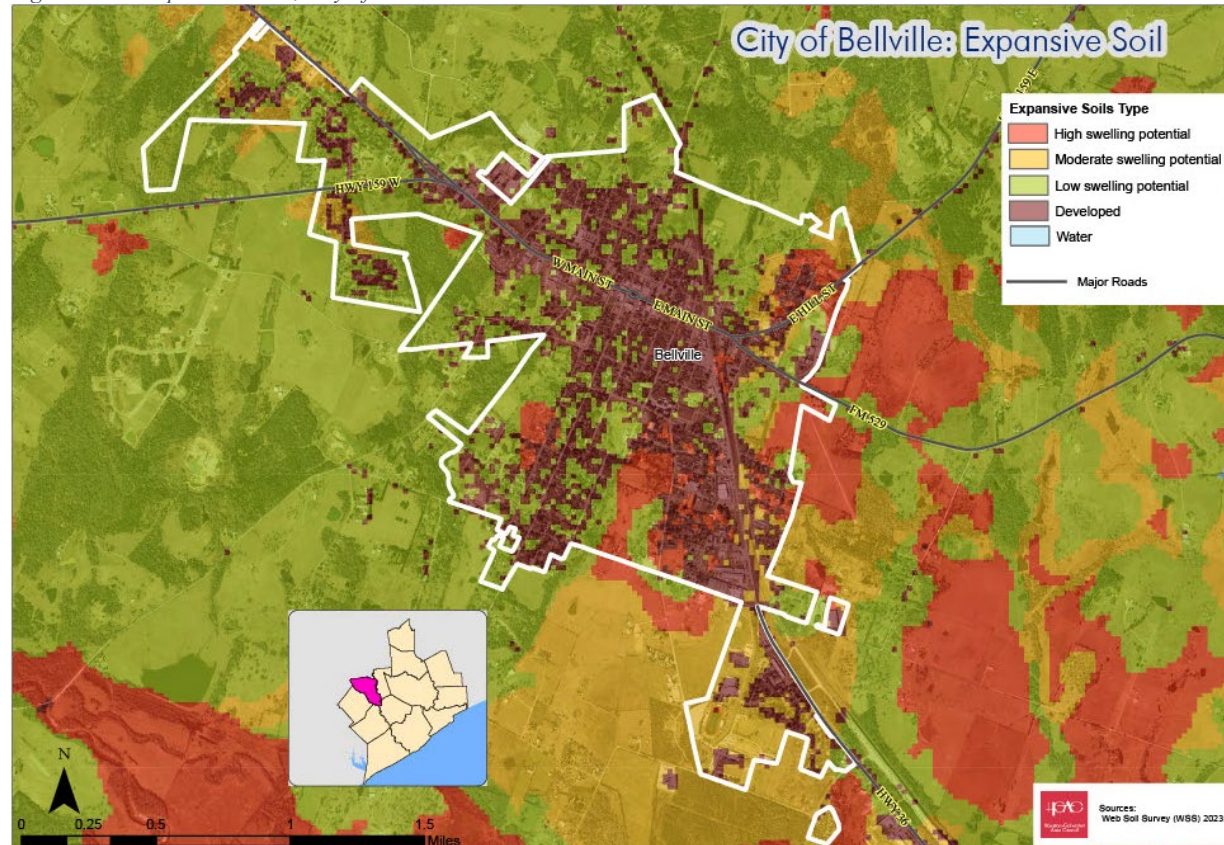 City of Bellville: Expansive Soil
159 E
Expansive Soils Type
High swelling potential
Moderate swelling potential
Low swelling potential
Developed
Water
Major Roads
HWY 159 W
W MAIN ST
E MAIN ST
E HILL ST
Bellville
FM 529
HWY 36
N
0 0.25 0.5 1 1.5
Miles
Sources:
Web Soil Survey (WSS) 2023